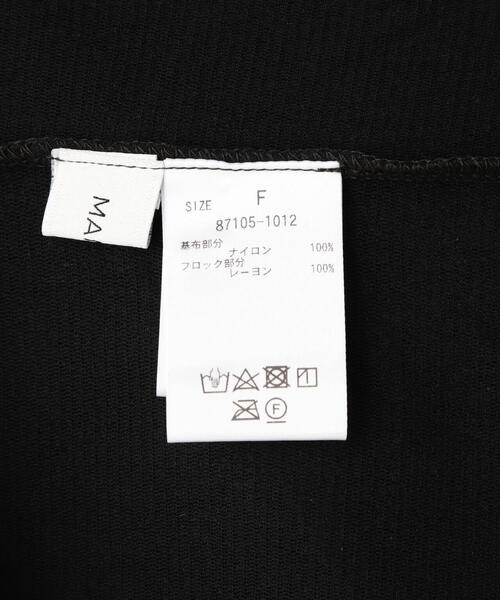 MA
SIZE F
87105-1012
基布部分
ナイロン 100%
フロック部分
レーヨン 100%
F